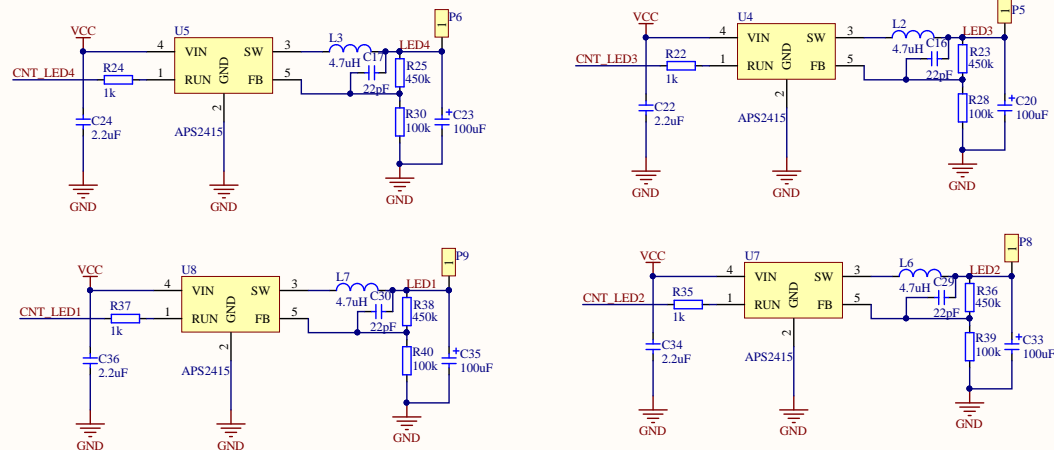 VCC
U5
4 VIN SW 3
1 RUN FB 5
GND
2
APS2415
CNT_LED4
R24
1k
C24
2.2uF
GND
GND
L3
4.7uH
C17
22pF
LED4
P6
1
R25
450k
R30
100k
C23
100uF
+
GND
VCC
U4
4 VIN SW 3
1 RUN FB 5
GND
2
APS2415
CNT_LED3
R22
1k
C22
2.2uF
GND
GND
L2
4.7uH
C16
22pF
LED3
P5
1
R23
450k
R28
100k
C20
100uF
+
GND
VCC
U8
4 VIN SW 3
1 RUN FB 5
GND
2
APS2415
CNT_LED1
R37
1k
C36
2.2uF
GND
GND
L7
4.7uH
C30
22pF
LED1
P9
1
R38
450k
R40
100k
C35
100uF
+
GND
VCC
U7
4 VIN SW 3
1 RUN FB 5
GND
2
APS2415
CNT_LED2
R35
1k
C34
2.2uF
GND
GND
L6
4.7uH
C29
22pF
LED2
P8
1
R36
450k
R39
100k
C33
100uF
+
GND